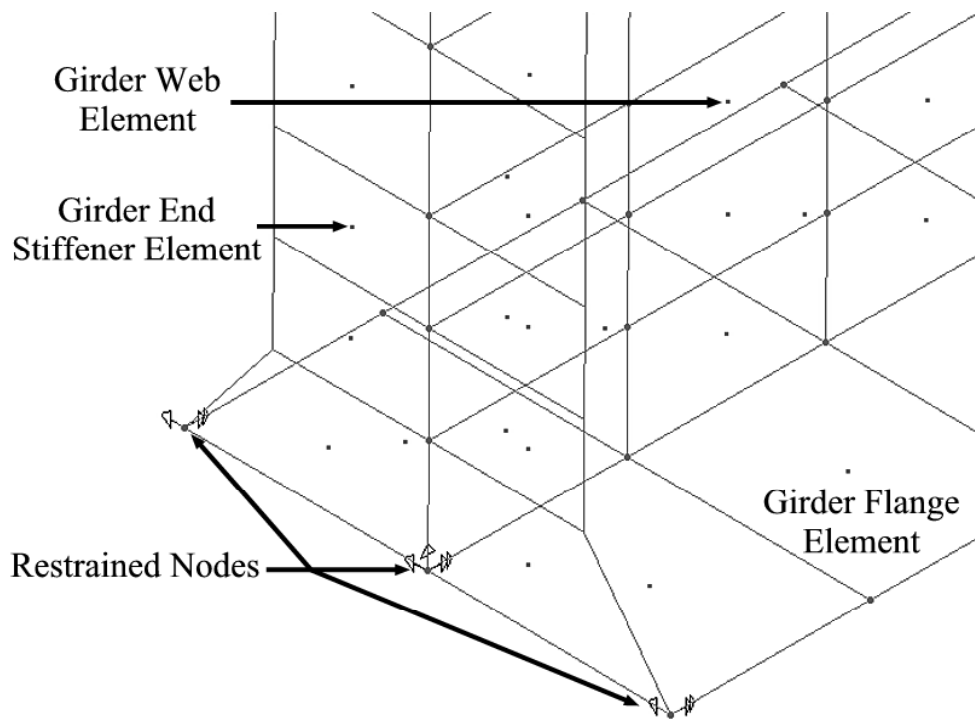 Girder Web
Element
Girder End
Stiffener Element
Girder Flange
Element
Restrained Nodes